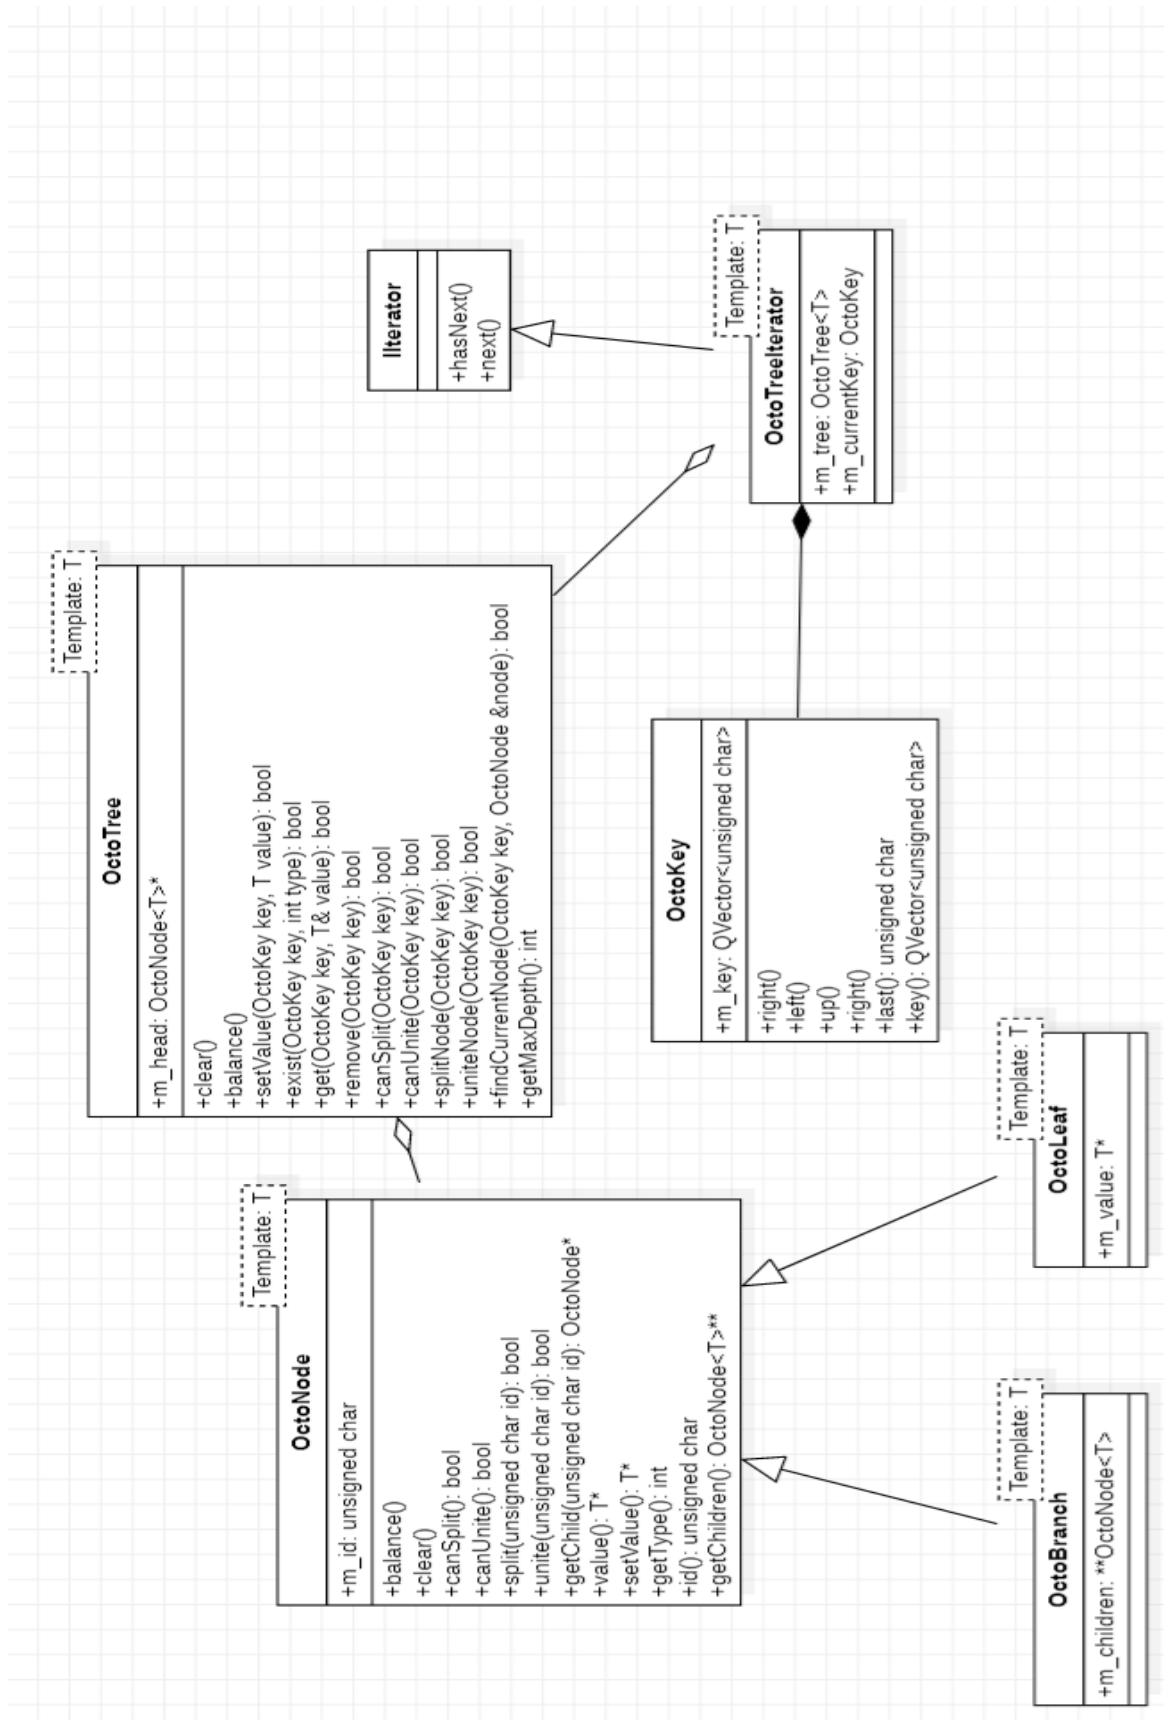 Template: T
OctoNode
+m_id: unsigned char
+balance()
+clear()
+canSplit(): bool
+canUnite(): bool
+split(unsigned char id): bool
+unite(unsigned char id): bool
+getChild(unsigned char id): OctoNode*
+value(): T*
+setValue(): T*
+getType(): int
+id(): unsigned char
+getChildren(): OctoNode<T>**
Template: T
OctoTree
+m_head: OctoNode<T>*
+clear()
+balance()
+setValue(OctoKey key, T value): bool
+exist(OctoKey key, int type): bool
+get(OctoKey key, T& value): bool
+remove(OctoKey key): bool
+canSplit(OctoKey key): bool
+canUnite(OctoKey key): bool
+splitNode(OctoKey key): bool
+uniteNode(OctoKey key): bool
+findCurrentNode(OctoKey key, OctoNode &node): bool
+getMaxDepth(): int
IIterator
+hasNext()
+next()
Template: T
OctoTreeIterator
+m_tree: OctoTree<T>
+m_currentKey: OctoKey
OctoKey
+m_key: QVector<unsigned char>
+right()
+left()
+up()
+right()
+last(): unsigned char
+key(): QVector<unsigned char>
Template: T
OctoBranch
+m_children: **OctoNode<T>
Template: T
OctoLeaf
+m_value: T*